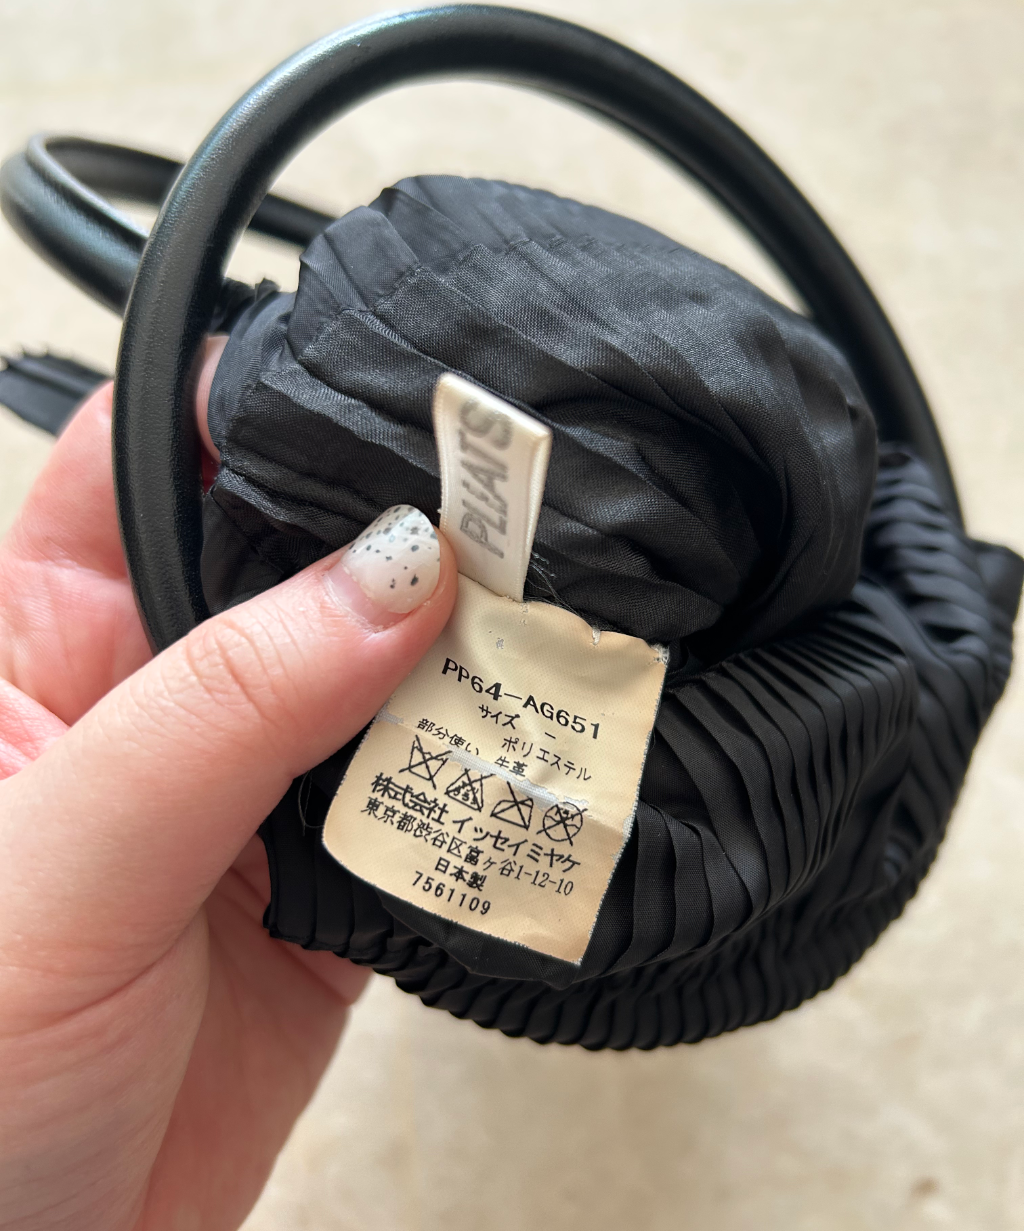 PLEATS
PP64-AG651
サイズ -
ポリエステル
部分使い 牛革
株式会社 イッセイミヤケ
東京都渋谷区富ヶ谷1-12-10
日本製
7561109